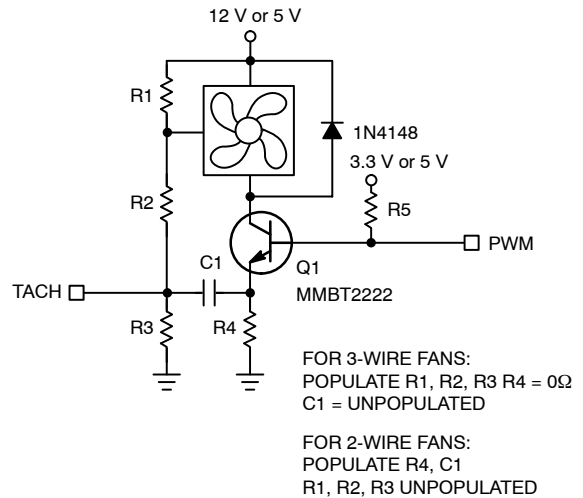 12 V or 5 V
R1
1N4148
3.3 V or 5 V
R2
R5
PWM
Q1
C1
TACH
MMBT2222
R3
R4
FOR 3-WIRE FANS:
POPULATE R1, R2, R3 R4 = 0Ω
C1 = UNPOPULATED
FOR 2-WIRE FANS:
POPULATE R4, C1
R1, R2, R3 UNPOPULATED